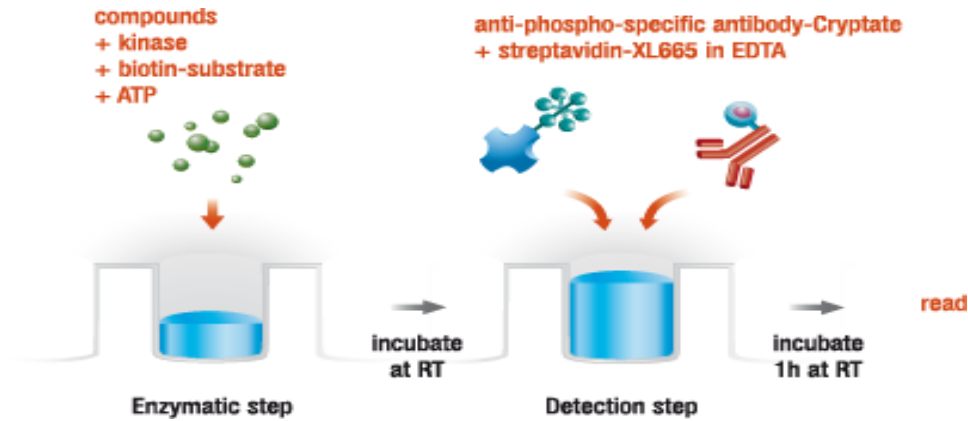 compounds
+ kinase
+ biotin-substrate
+ ATP
anti-phospho-specific antibody-Cryptate
+ streptavidin-XL665 in EDTA
incubate
at RT
incubate
1h at RT
read
Enzymatic step
Detection step